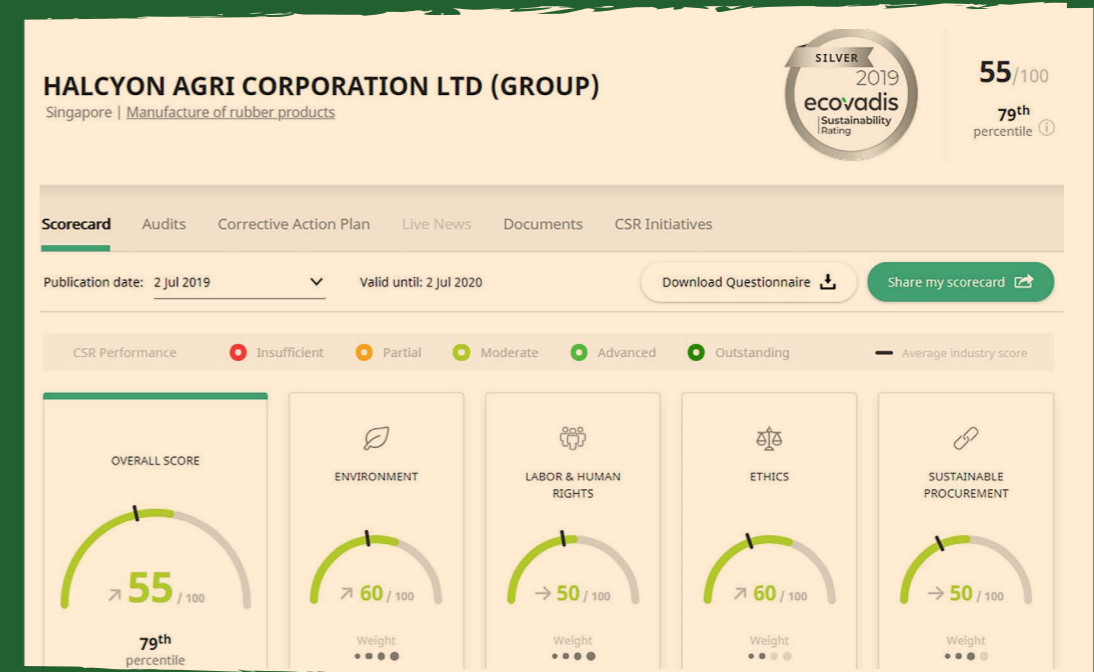 SILVER
2019
ecovadis
Sustainability
Rating
HALCYON AGRI CORPORATION LTD (GROUP)
Singapore | Manufacture of rubber products
55/100
79th
percentile
Scorecard Audits Corrective Action Plan Live News Documents CSR Initiatives
Publication date: 2 Jul 2019 Valid until: 2 Jul 2020 Download Questionnaire Share my scorecard
CSR Performance Insufficient Partial Moderate Advanced Outstanding Average industry score
OVERALL SCORE
55 / 100
79th
percentile
ENVIRONMENT
60 / 100
Weight
LABOR & HUMAN
RIGHTS
50 / 100
Weight
ETHICS
60 / 100
Weight
SUSTAINABLE
PROCUREMENT
50 / 100
Weight